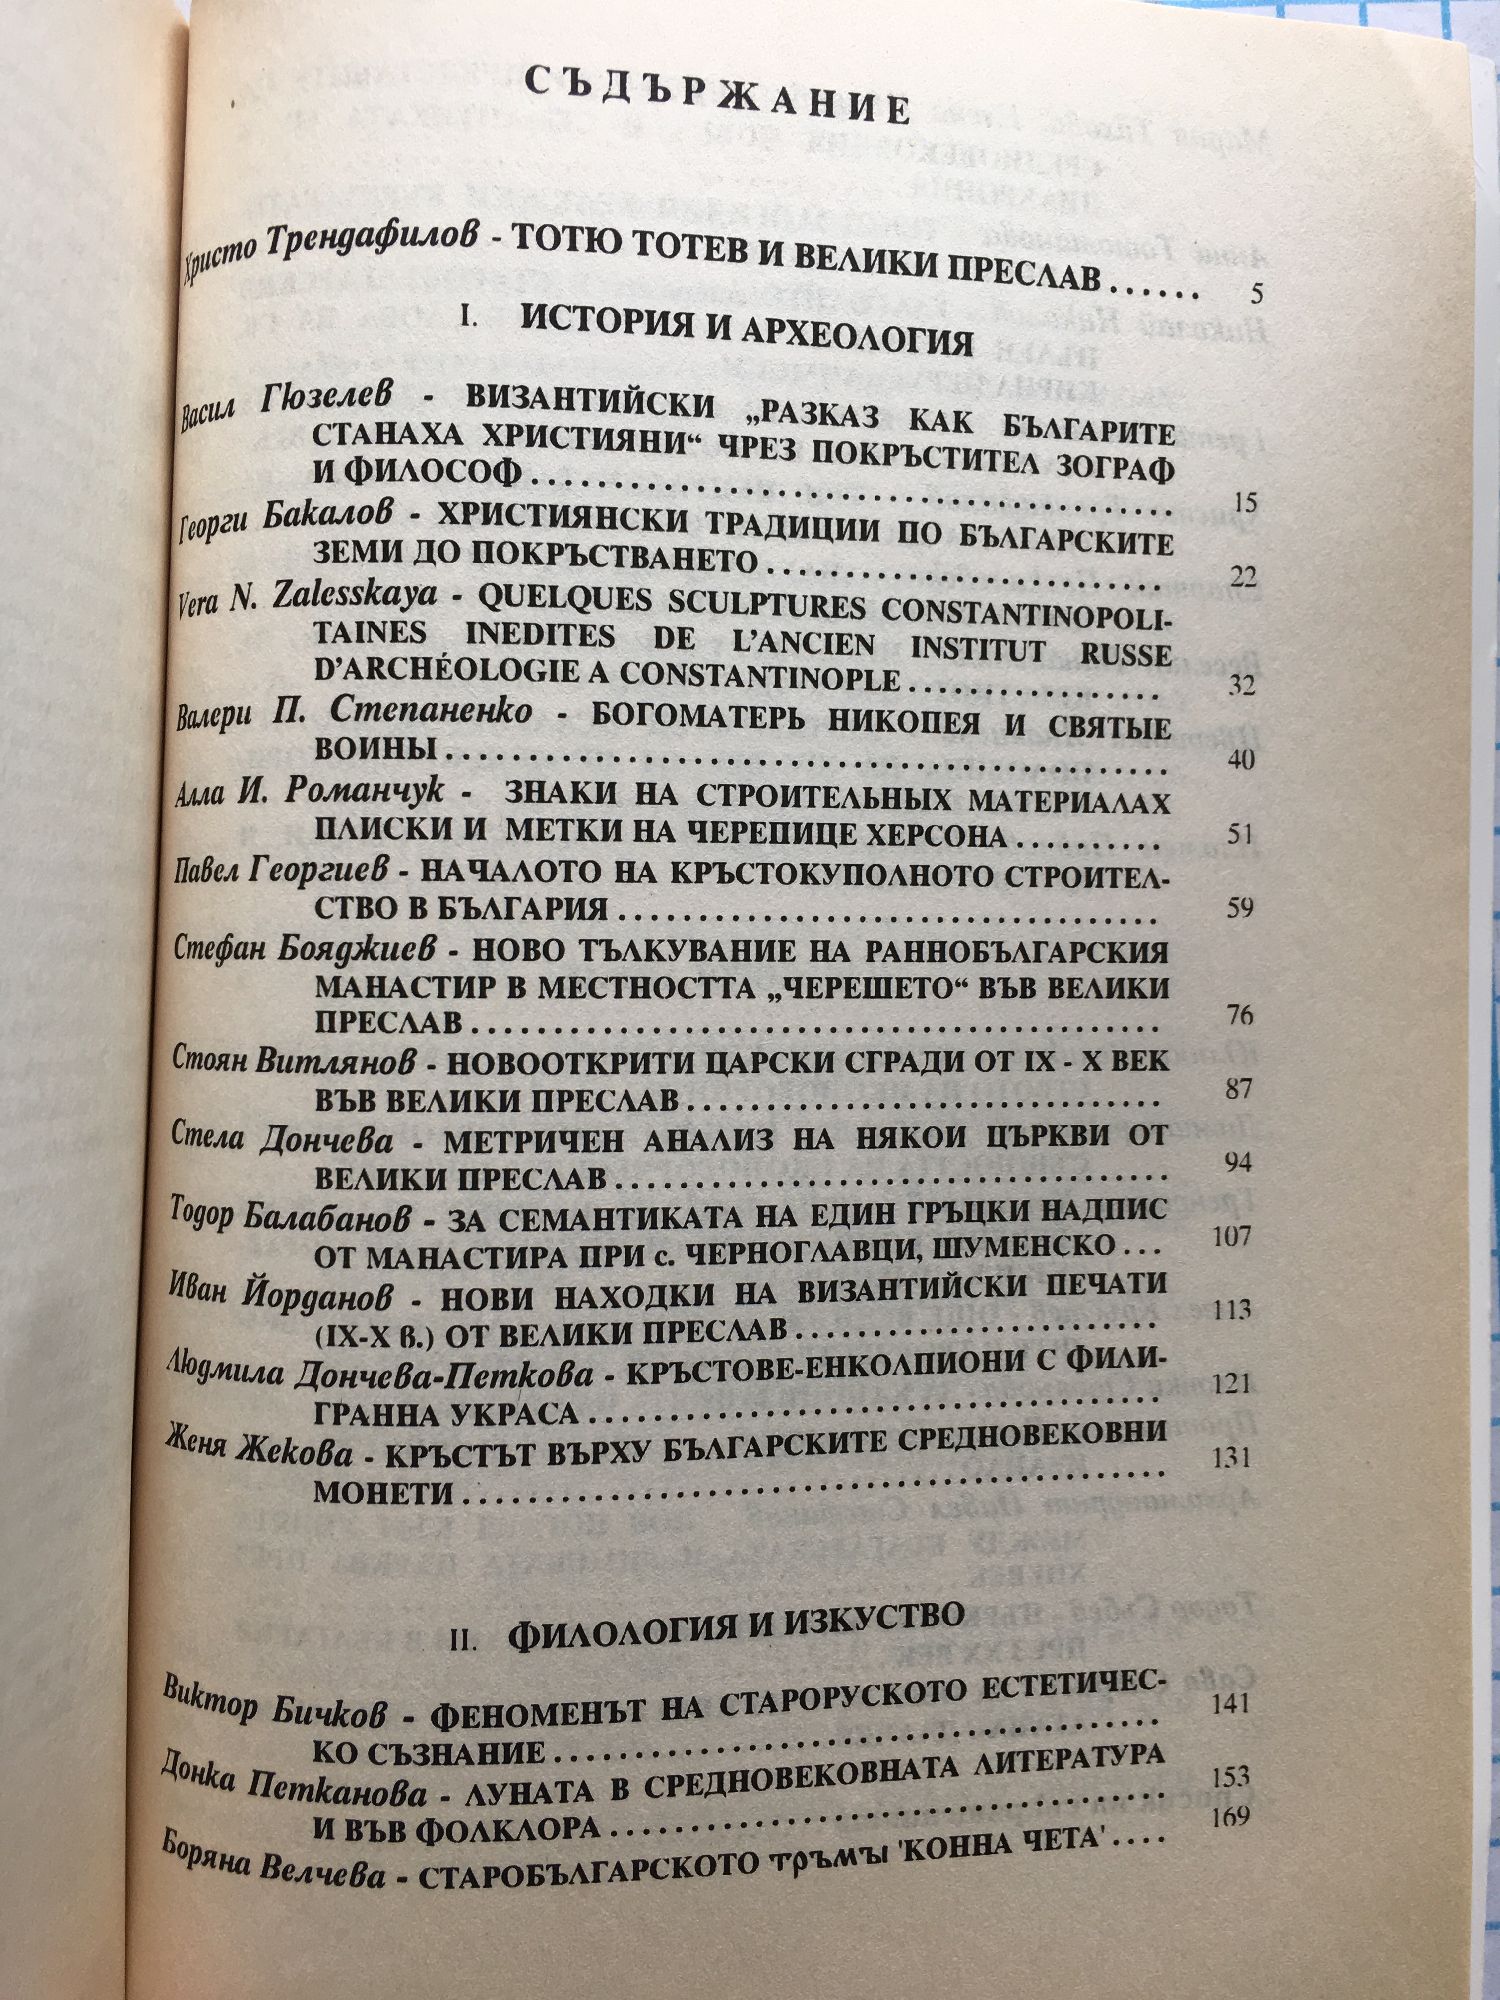 СЪДЪРЖАНИЕ
Христо Трендафилов - ТОТЮ ТОТЕВ И ВЕЛИКИ ПРЕСЛАВ ...... 5
I. ИСТОРИЯ И АРХЕОЛОГИЯ
Васил Гюзелев - ВИЗАНТИЙСКИ „РАЗКАЗ КАК БЪЛГАРИТЕ
СТАНАХА ХРИСТИЯНИ“ ЧРЕЗ ПОКРЪСТИТЕЛ ЗОГРАФ
И ФИЛОСОФ ........................................ 15
Георги Бакалов - ХРИСТИЯНСКИ ТРАДИЦИИ ПО БЪЛГАРСКИТЕ
ЗЕМИ ДО ПОКРЪСТВАНЕТО ......................... 22
Vera N. Zalesskaya - QUELQUES SCULPTURES CONSTANTINOPOLI-
TAINES INEDITES DE L'ANCIEN INSTITUT RUSSE
D'ARCHÉOLOGIE A CONSTANTINOPLE ................ 32
Валери П. Степаненко - БОГОМАТЕРЬ НИКОПЕЯ И СВЯТЫЕ
ВОИНЫ ............................................. 40
Алла И. Романчук - ЗНАКИ НА СТРОИТЕЛЬНЫХ МАТЕРИАЛАХ
ПЛИСКИ И МЕТКИ НА ЧЕРЕПИЦЕ ХЕРСОНА .......... 51
Павел Георгиев - НАЧАЛОТО НА КРЪСТОКУПОЛНОТО СТРОИТЕЛ-
СТВО В БЪЛГАРИЯ .................................. 59
Стефан Бояджиев - НОВО ТЪЛКУВАНИЕ НА РАННОБЪЛГАРСКИЯ
МАНАСТИР В МЕСТНОСТТА „ЧЕРЕШЕТО“ ВЪВ ВЕЛИКИ
ПРЕСЛАВ ........................................... 76
Стоян Витлянов - НОВООТКРИТИ ЦАРСКИ СГРАДИ ОТ IX - X ВЕК
ВЪВ ВЕЛИКИ ПРЕСЛАВ .............................. 87
Стела Дончева - МЕТРИЧЕН АНАЛИЗ НА НЯКОИ ЦЪРКВИ ОТ
ВЕЛИКИ ПРЕСЛАВ ................................... 94
Тодор Балабанов - ЗА СЕМАНТИКАТА НА ЕДИН ГРЪЦКИ НАДПИС
ОТ МАНАСТИРА ПРИ с. ЧЕРНОГЛАВЦИ, ШУМЕНСКО ... 107
Иван Йорданов - НОВИ НАХОДКИ НА ВИЗАНТИЙСКИ ПЕЧАТИ
(IX-X в.) ОТ ВЕЛИКИ ПРЕСЛАВ ....................... 113
Людмила Дончева-Петкова - КРЪСТОВЕ-ЕНКОЛПИОНИ С ФИЛИ-
ГРАННА УКРАСА .................................... 121
Женя Жекова - КРЪСТЪТ ВЪРХУ БЪЛГАРСКИТЕ СРЕДНОВЕКОВНИ
МОНЕТИ ............................................ 131
II. ФИЛОЛОГИЯ И ИЗКУСТВО
Виктор Бичков - ФЕНОМЕНЪТ НА СТАРОРУСКОТО ЕСТЕТИЧЕС-
КО СЪЗНАНИЕ ...................................... 141
Донка Петканова - ЛУНАТА В СРЕДНОВЕКОВНАТА ЛИТЕРАТУРА
И ВЪВ ФОЛКЛОРА ................................... 153
Боряна Велчева - СТАРОБЪЛГАРСКОТО тръмъı 'КОННА ЧЕТА' .... 169